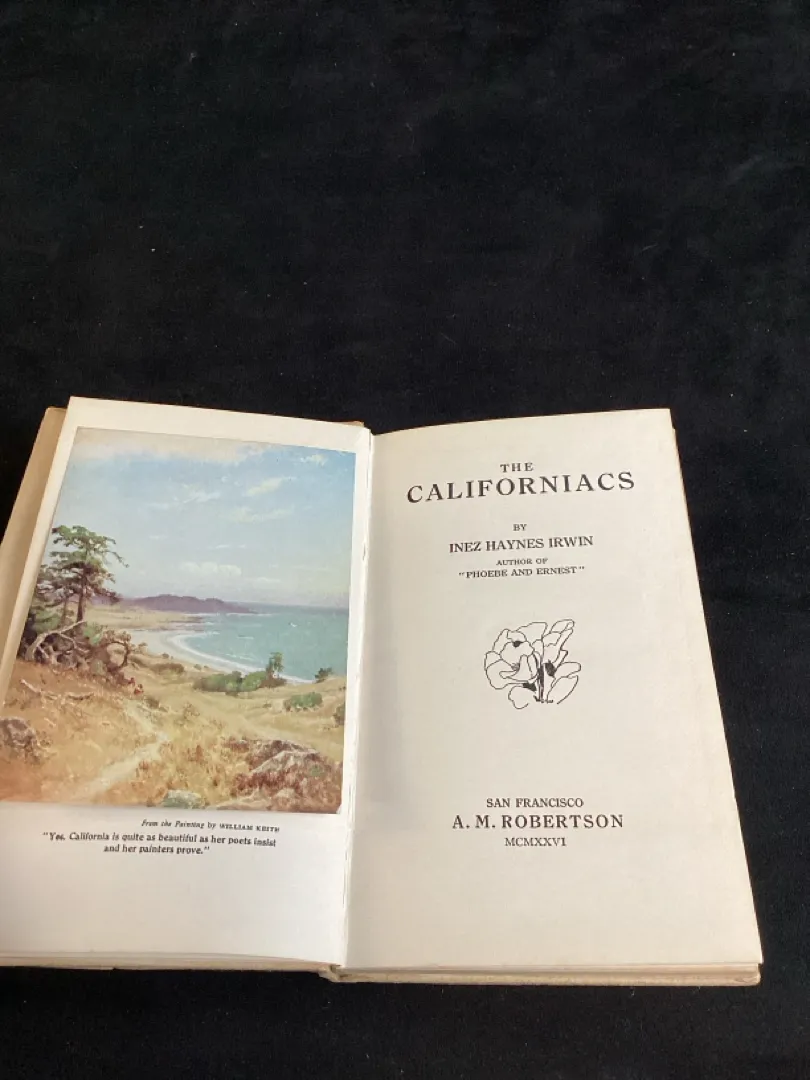 From the Painting by WILLIAM KEITH
"Yes. California is quite as beautiful as her poets insist
and her painters prove."
THE
CALIFORNIACS
BY
INEZ HAYNES IRWIN
AUTHOR OF
"PHOEBE AND ERNEST"
SAN FRANCISCO
A. M. ROBERTSON
MCMXXVI